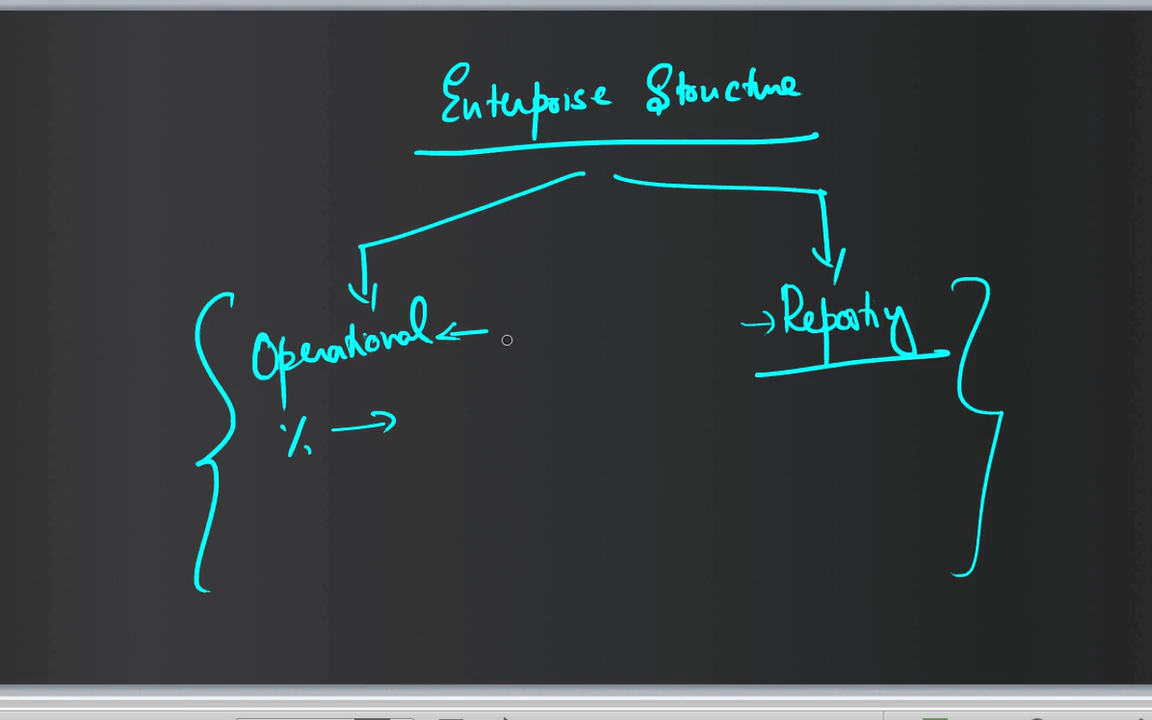 Enterprise Structure
Operational ← → Reporting
% →